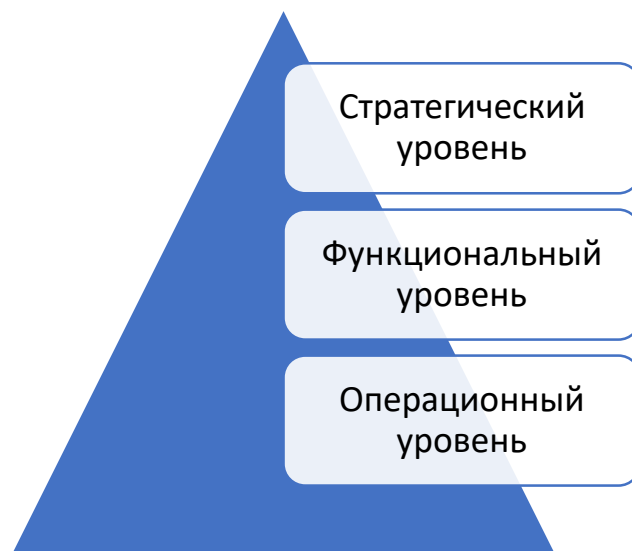 Стратегический
уровень
Функциональный
уровень
Операционный
уровень